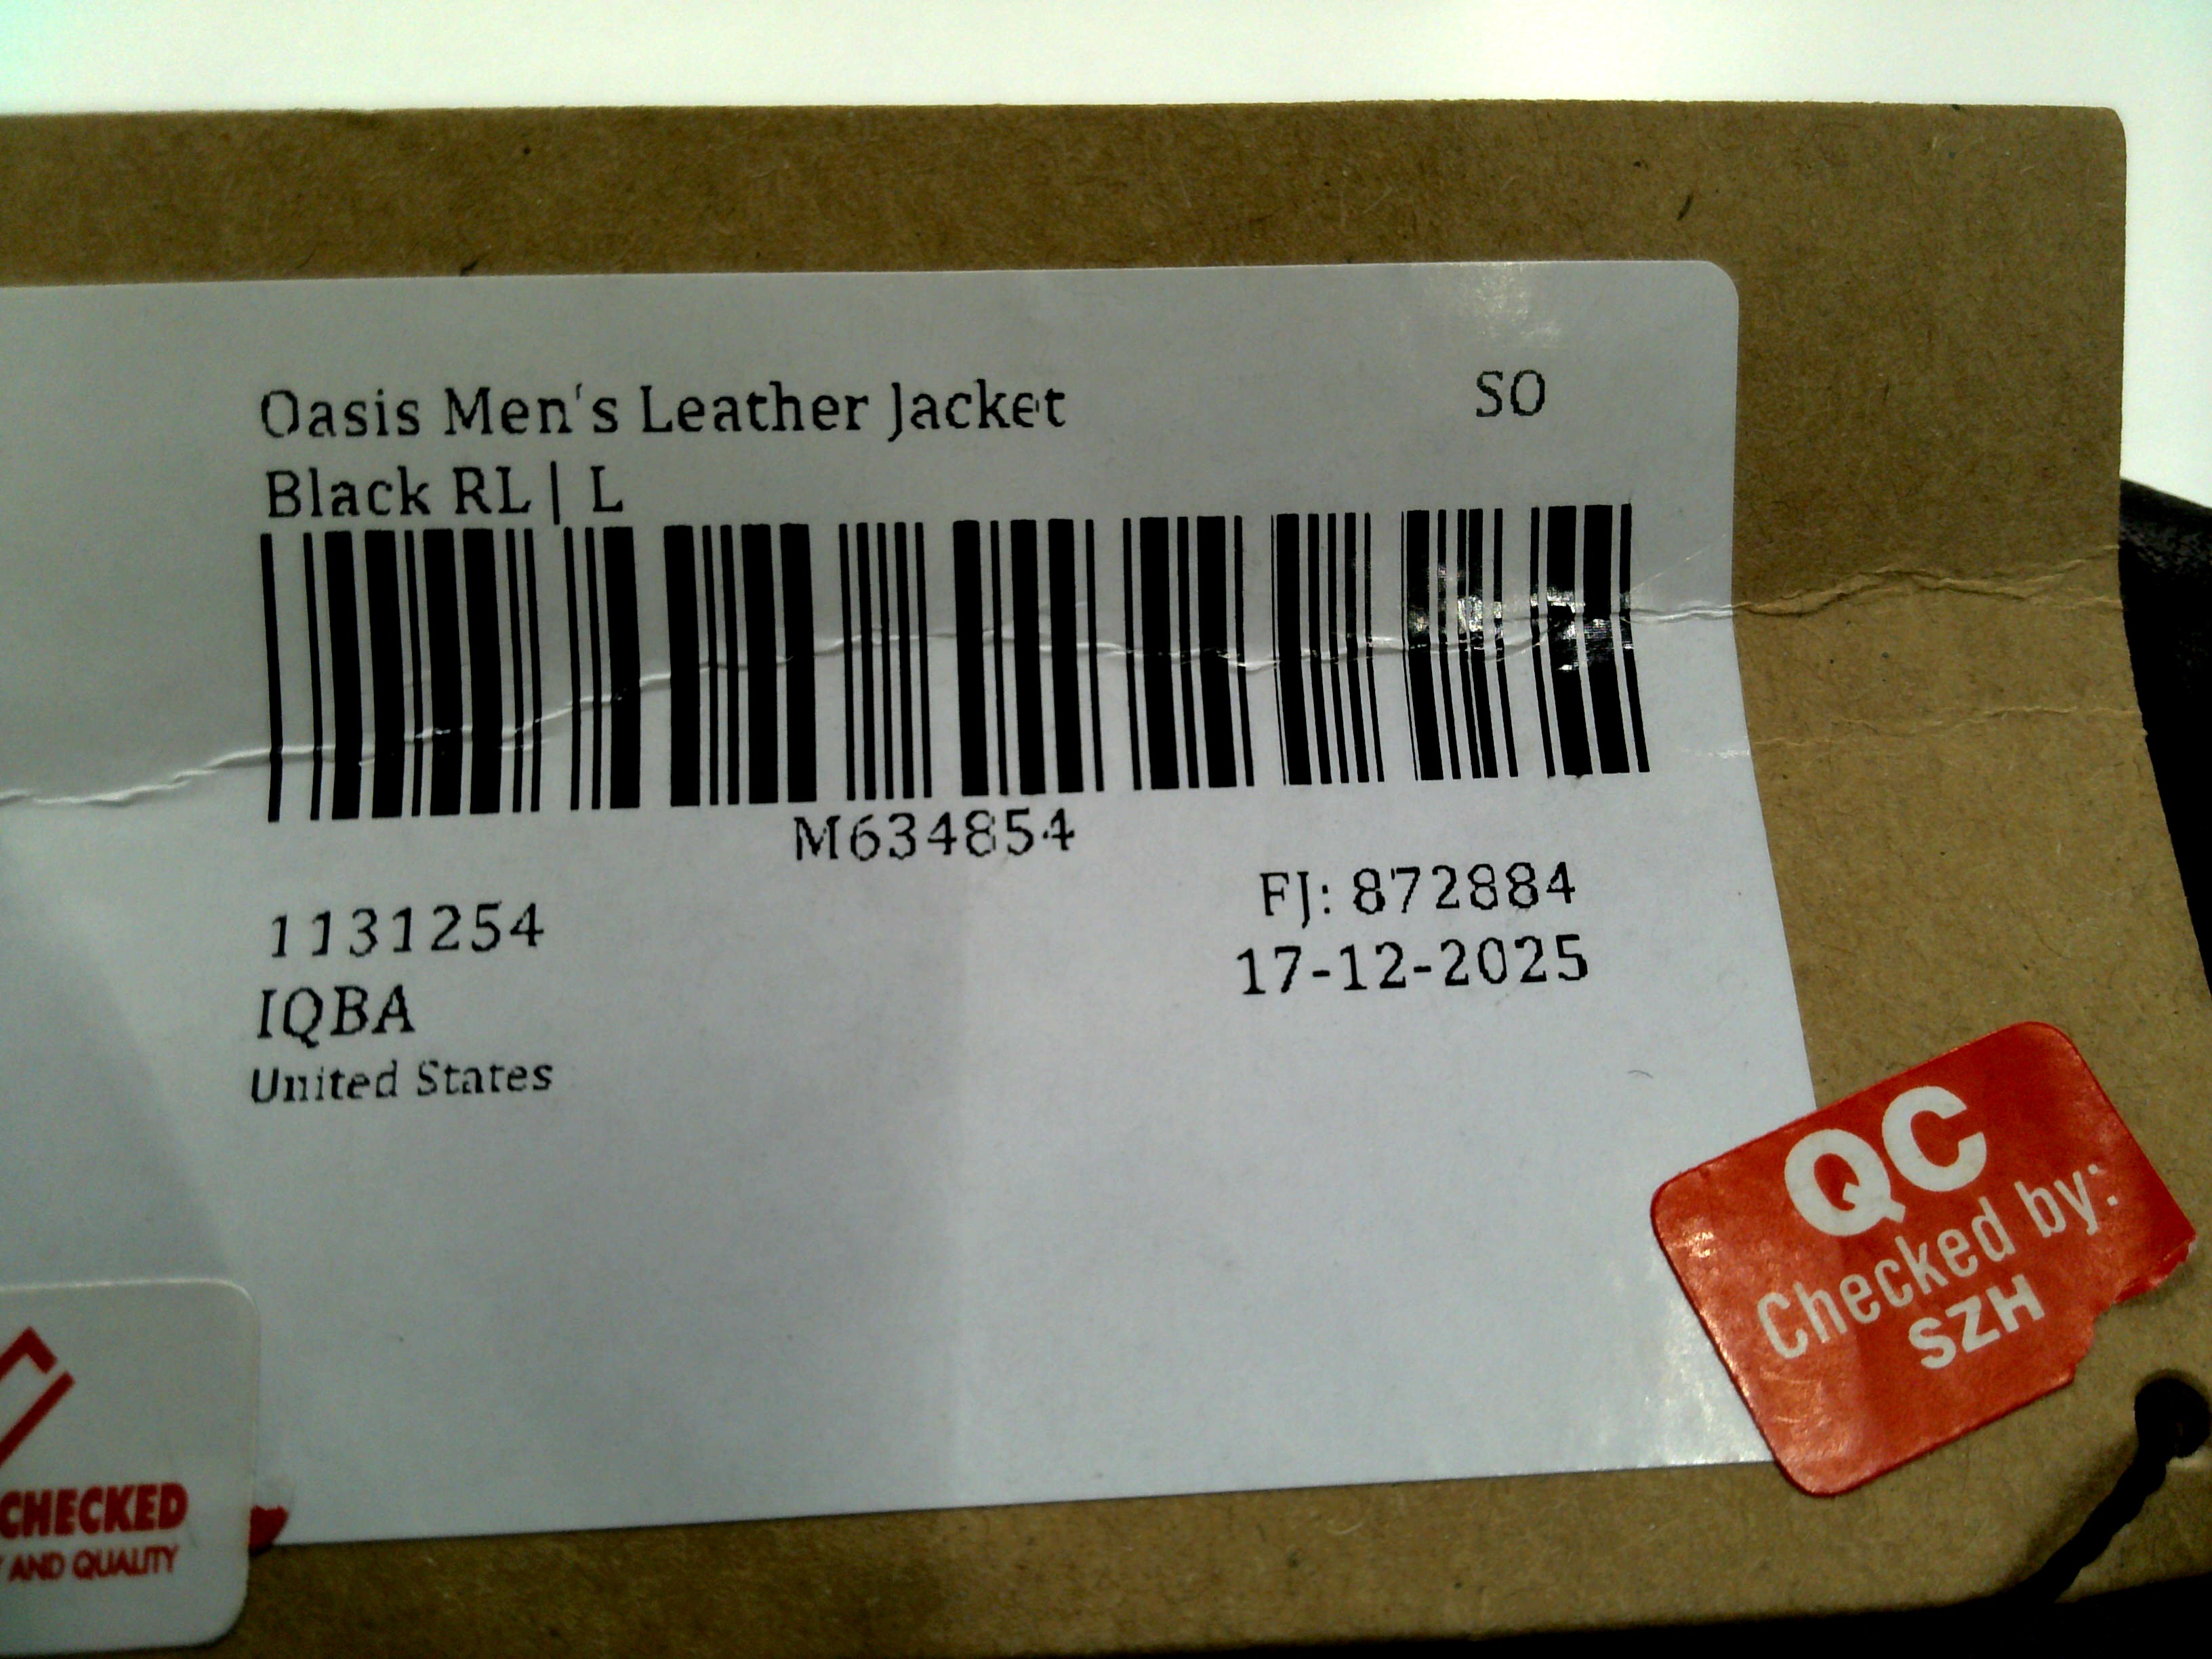 Oasis Men's Leather Jacket
SO
Black RL | L
M634854
1131254
FJ: 872884
IQBA
17-12-2025
United States
QC
Checked by:
SZH
CHECKED
AND QUALITY